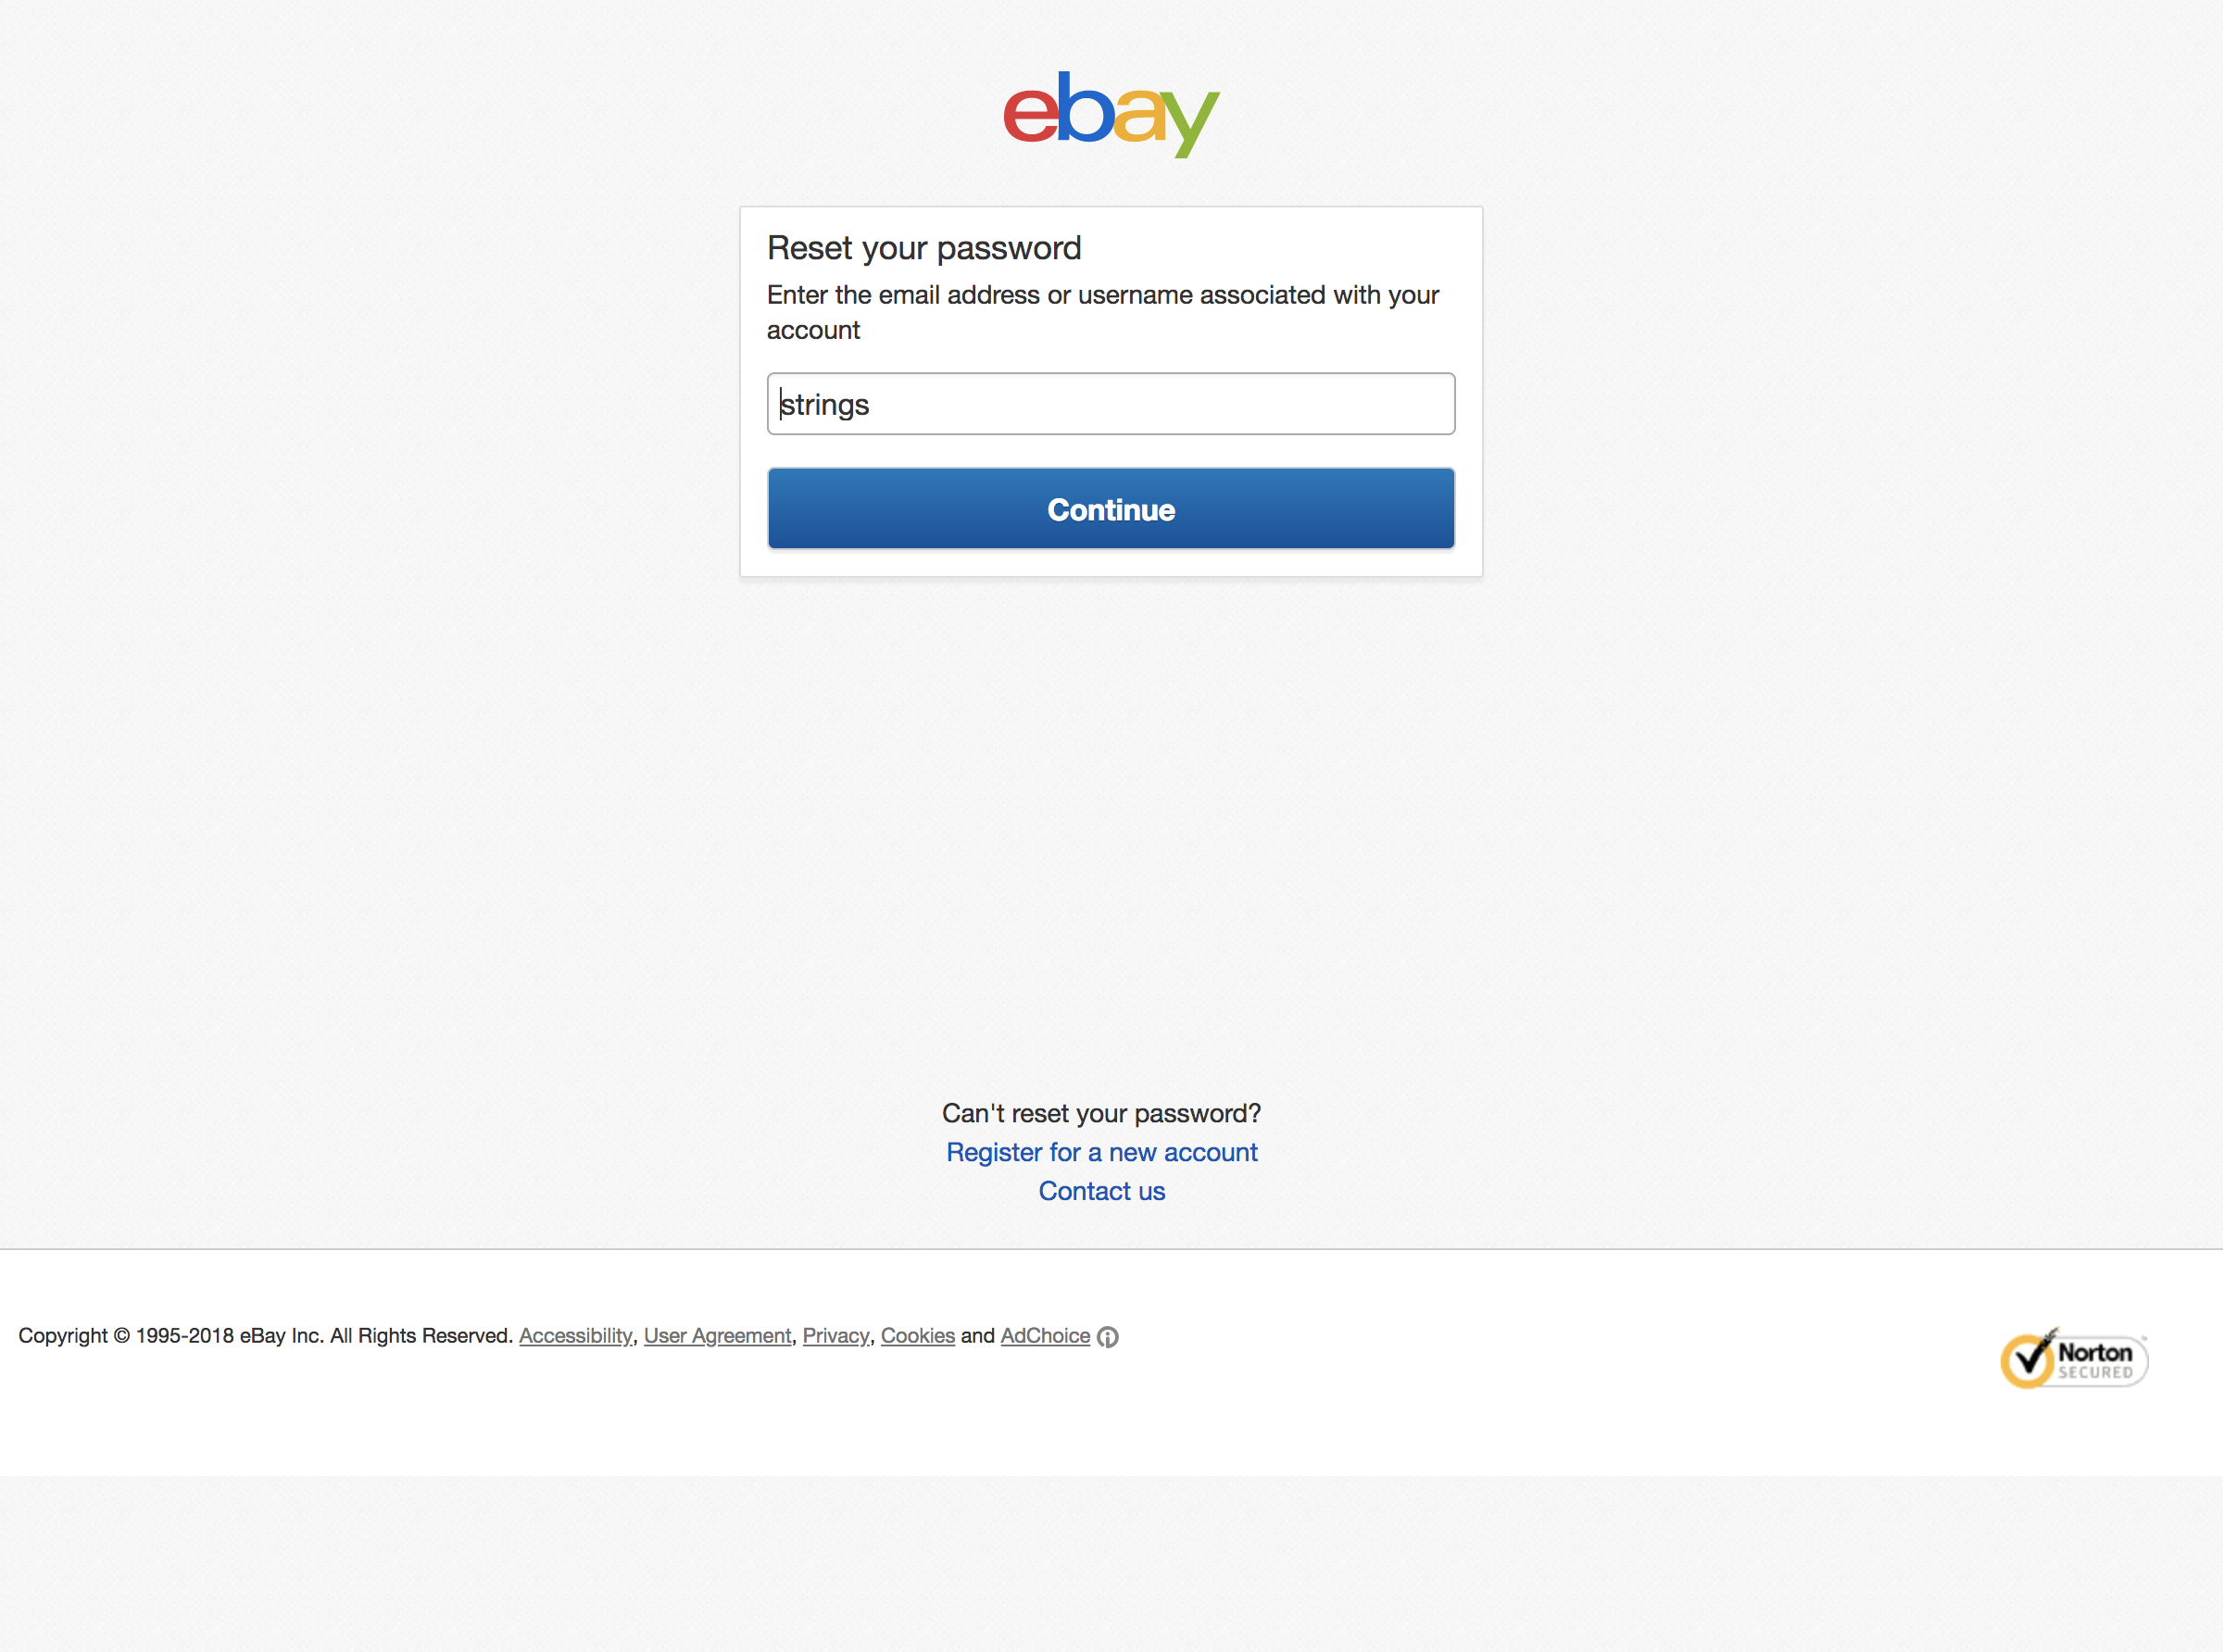 ebay
Reset your password
Enter the email address or username associated with your
account
strings
Continue
Can't reset your password?
Register for a new account
Contact us
Copyright © 1995-2018 eBay Inc. All Rights Reserved. Accessibility, User Agreement, Privacy, Cookies and AdChoice
Norton
SECURED